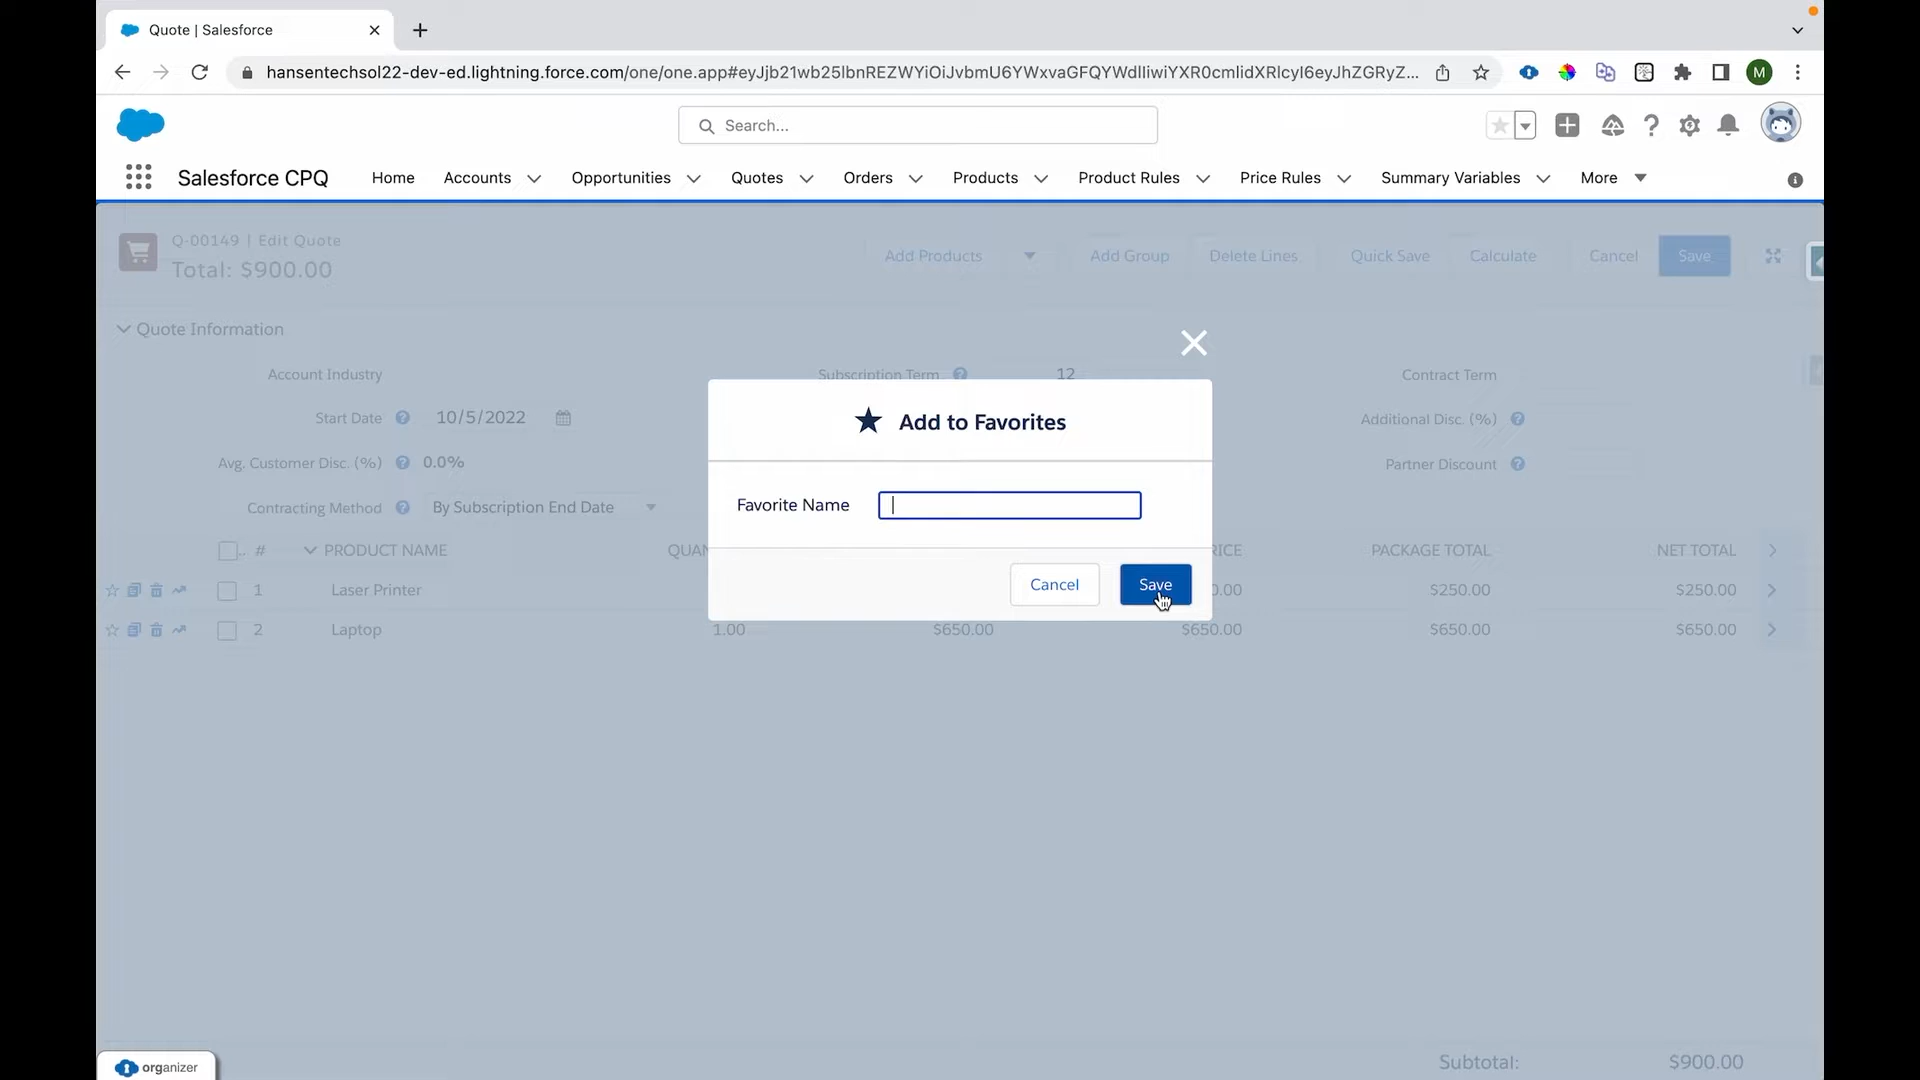 Quote | Salesforce
hansentechsol22-dev-ed.lightning.force.com/one/one.app#eyJjb21wb25lbnREZWYiOiJvbmU6YWxvaGFQYWdlIiwiYXR0cmlidXRlcyI6eyJhZGRyZ...
M
Search...
Salesforce CPQ Home Accounts Opportunities Quotes Orders Products Product Rules Price Rules Summary Variables More
Q-00149 | Edit Quote
Total: $900.00
Add Products Add Group Delete Lines Quick Save Calculate Cancel Save
Quote Information
Account Industry Subscription Term 12 Contract Term
Add to Favorites
Start Date 10/5/2022 Additional Disc. (%)
Avg. Customer Disc. (%) 0.0% Partner Discount
Favorite Name
Contracting Method By Subscription End Date
# PRODUCT NAME PACKAGE TOTAL NET TOTAL
Cancel Save
1 Laser Printer $250.00 $250.00
2 Laptop 1.00 $650.00 $650.00 $650.00 $650.00
organizer
Subtotal: $900.00